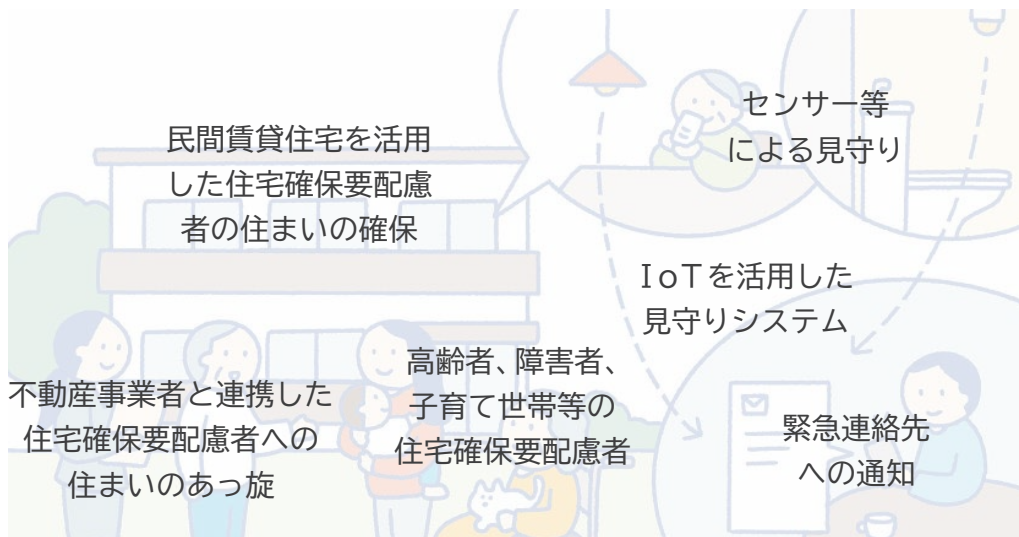 民間賃貸住宅を活用
した住宅確保要配慮
者の住まいの確保
センサー等
による見守り
IoTを活用した
見守りシステム
不動産事業者と連携した
住宅確保要配慮者への
住まいのあっ旋
高齢者、障害者、
子育て世帯等の
住宅確保要配慮者
緊急連絡先
への通知